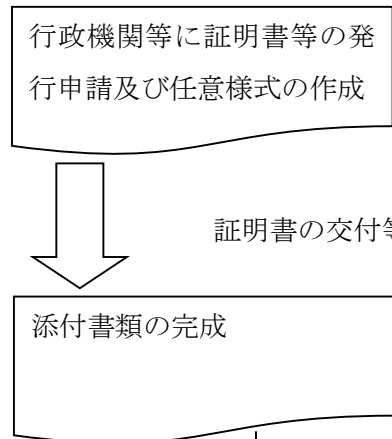 行政機関等に証明書等の発
行申請及び任意様式の作成
証明書の交付等
添付書類の完成